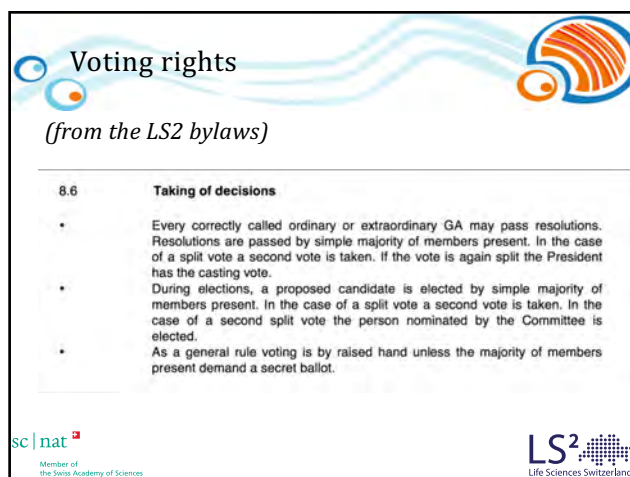 Voting rights
(from the LS2 bylaws)
8.6 Taking of decisions
• Every correctly called ordinary or extraordinary GA may pass resolutions.
Resolutions are passed by simple majority of members present. In the case
of a split vote a second vote is taken. If the vote is again split the President
has the casting vote.
• During elections, a proposed candidate is elected by simple majority of
members present. In the case of a split vote a second vote is taken. In the
case of a second split vote the person nominated by the Committee is
elected.
• As a general rule voting is by raised hand unless the majority of members
present demand a secret ballot.
sc | nat
Member of
the Swiss Academy of Sciences
LS²
Life Sciences Switzerland